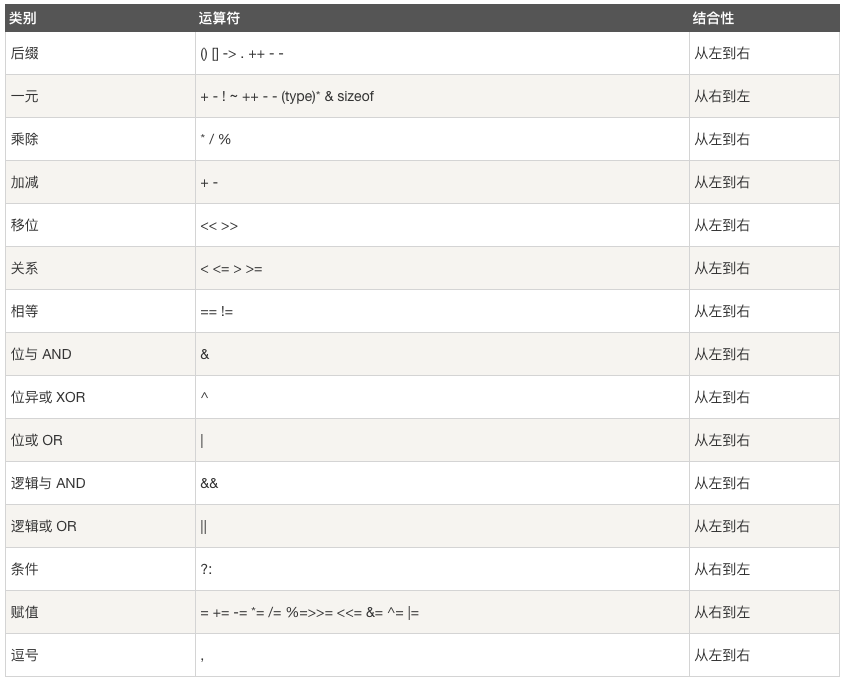 类别 运算符 结合性
后缀 () [] -> . ++ - - 从左到右
一元 + - ! ~ ++ - - (type)* & sizeof 从右到左
乘除 * / % 从左到右
加减 + - 从左到右
移位 << >> 从左到右
关系 < <= > >= 从左到右
相等 == != 从左到右
位与 AND & 从左到右
位异或 XOR ^ 从左到右
位或 OR | 从左到右
逻辑与 AND && 从左到右
逻辑或 OR || 从左到右
条件 ?: 从右到左
赋值 = += -= *= /= %=>>= <<= &= ^= |= 从右到左
逗号 , 从左到右